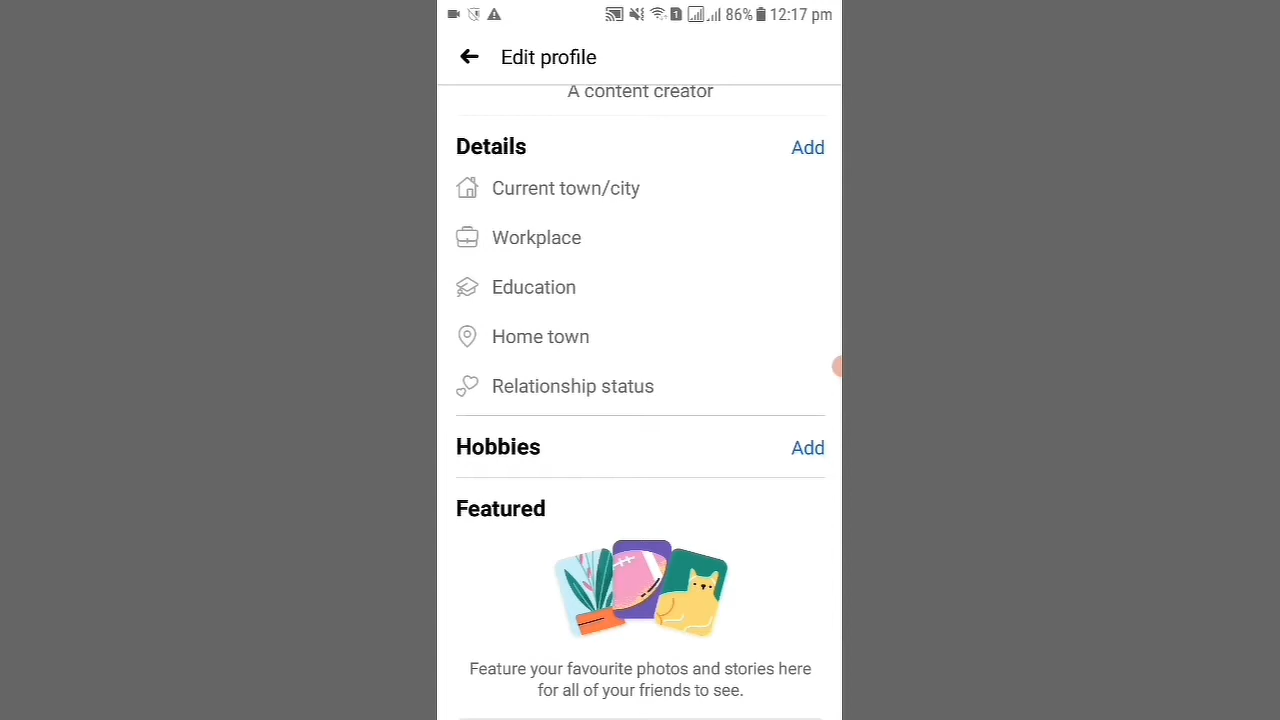 86% 12:17 pm
Edit profile
A content creator
Details Add
Current town/city
Workplace
Education
Home town
Relationship status
Hobbies Add
Featured
Feature your favourite photos and stories here
for all of your friends to see.